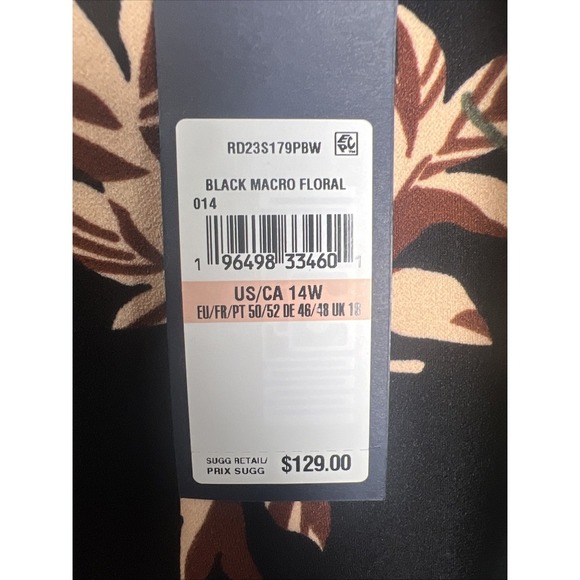 RD23S179PBW
BLACK MACRO FLORAL
014
1 96498 33460 1
US/CA 14W
EU/FR/PT 50/52 DE 46/48 UK 18
SUGG RETAIL/
PRIX SUGG $129.00